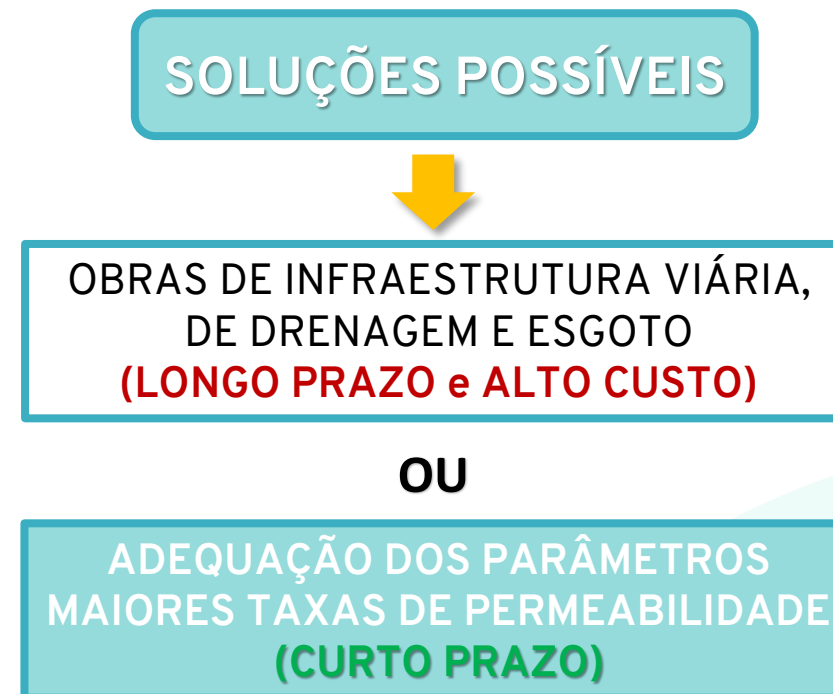 SOLUÇÕES POSSÍVEIS
OBRAS DE INFRAESTRUTURA VIÁRIA,
DE DRENAGEM E ESGOTO
(LONGO PRAZO e ALTO CUSTO)
OU
ADEQUAÇÃO DOS PARÂMETROS
MAIORES TAXAS DE PERMEABILIDADE
(CURTO PRAZO)